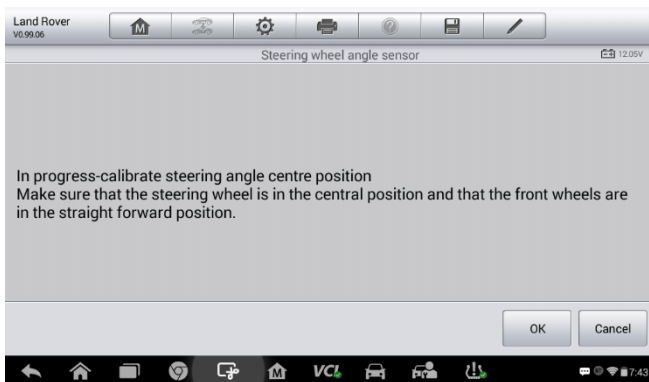 Land Rover
V0.99.06
Steering wheel angle sensor
12.05V
In progress-calibrate steering angle centre position
Make sure that the steering wheel is in the central position and that the front wheels are
in the straight forward position.
OK
Cancel
VCI
7:43